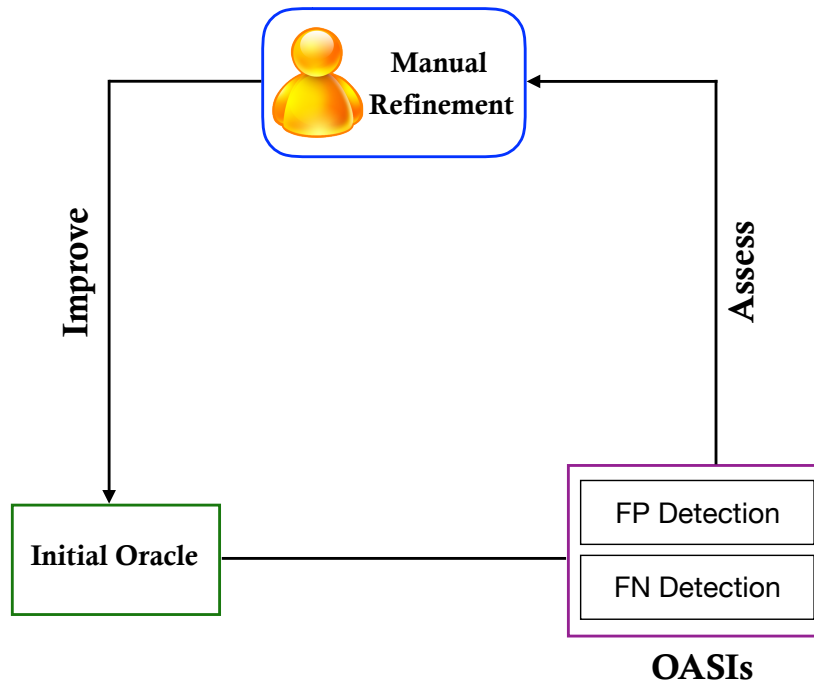 Manual
Refinement
Improve
Assess
Initial Oracle
FP Detection
FN Detection
OASIs